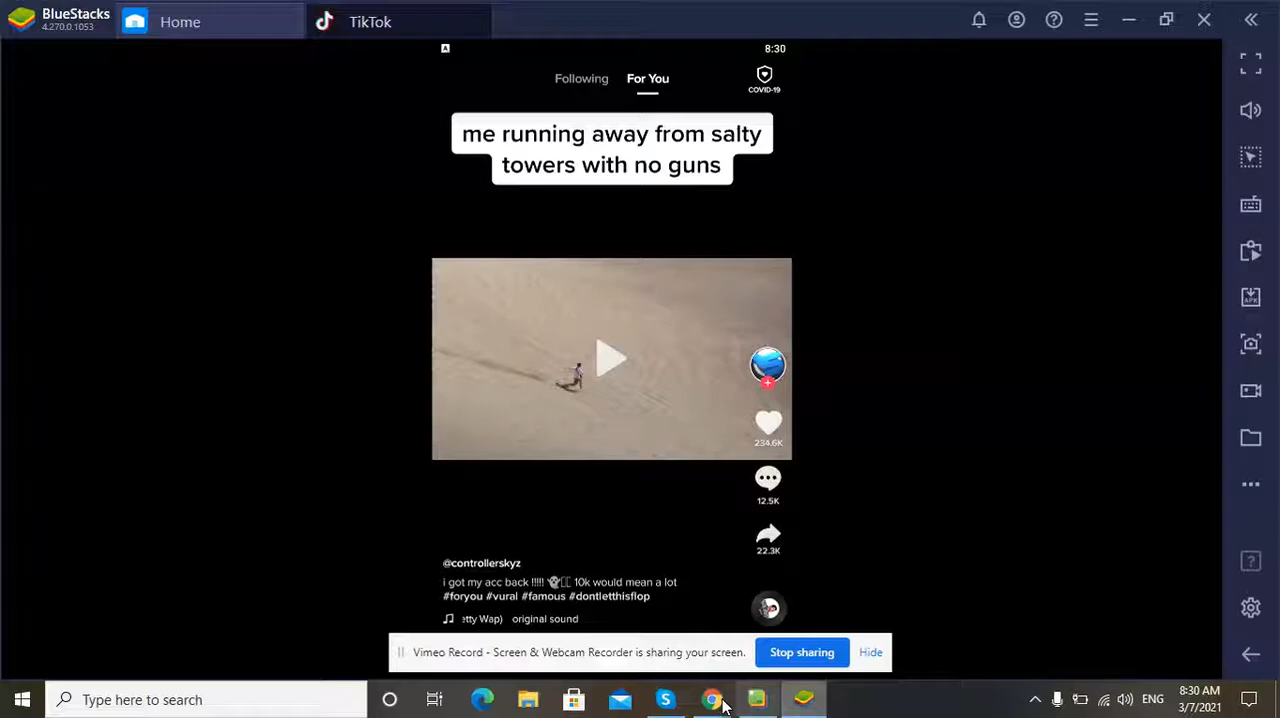 BlueStacks
4.270.0.1053
Home
TikTok
A
8:30
Following
For You
COVID-19
me running away from salty
towers with no guns
234.6K
12.5K
22.3K
@controllerskyz
i got my acc back !!!!! 👻 10k would mean a lot
#foryou #vural #famous #dontletthisflop
etty Wap) original sound
Vimeo Record - Screen & Webcam Recorder is sharing your screen.
Stop sharing
Hide
APK
Type here to search
ENG
8:30 AM
3/7/2021